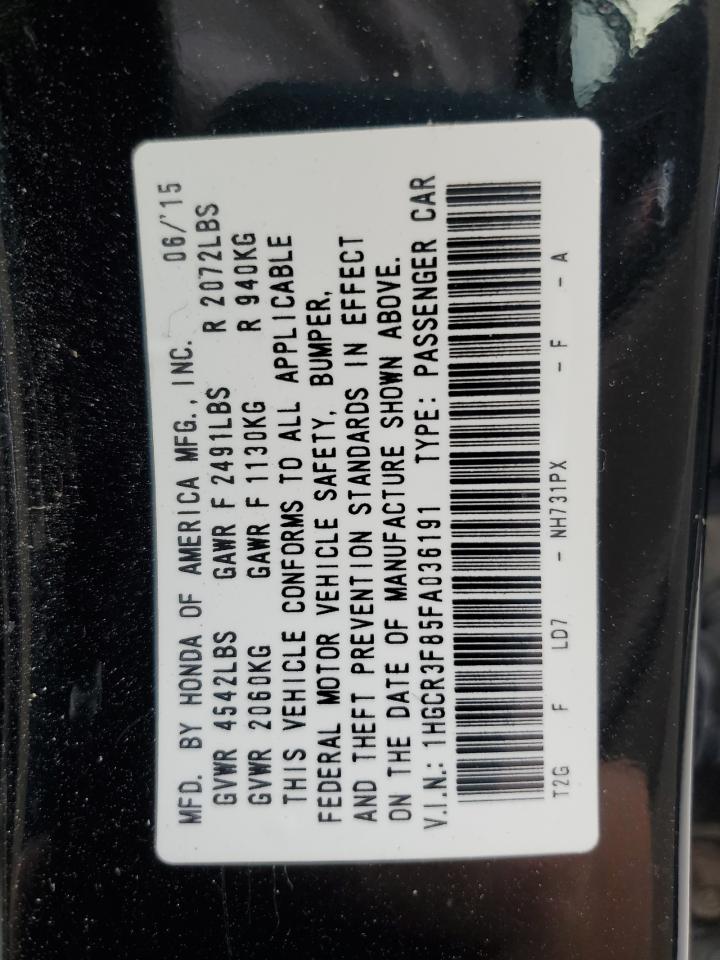 MFD. BY HONDA OF AMERICA MFG., INC. 06/'15
GVWR 4542LBS GAWR F 2491LBS R 2072LBS
GVWR 2060KG GAWR F 1130KG R 940KG
THIS VEHICLE CONFORMS TO ALL APPLICABLE
FEDERAL MOTOR VEHICLE SAFETY, BUMPER,
AND THEFT PREVENTION STANDARDS IN EFFECT
ON THE DATE OF MANUFACTURE SHOWN ABOVE.
V.I.N.: 1HGCR3F85FA036191 TYPE: PASSENGER CAR
T2G F LD7 - NH731PX - F - A